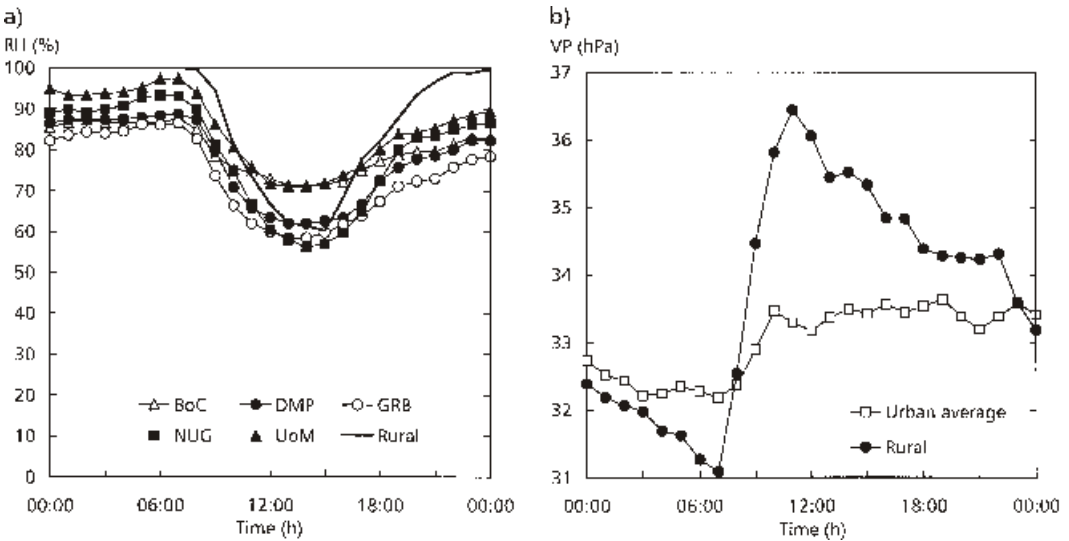 a)
RH (%)
100
90
80
70
60
50
40
30
20
10
0
00:00 06:00 12:00 18:00 00:00
Time (h)
BoC DMP GRB
NUG UoM Rural
b)
VP (hPa)
37
36
35
34
33
32
31
00:00 06:00 12:00 18:00 00:00
Time (h)
Urban average
Rural